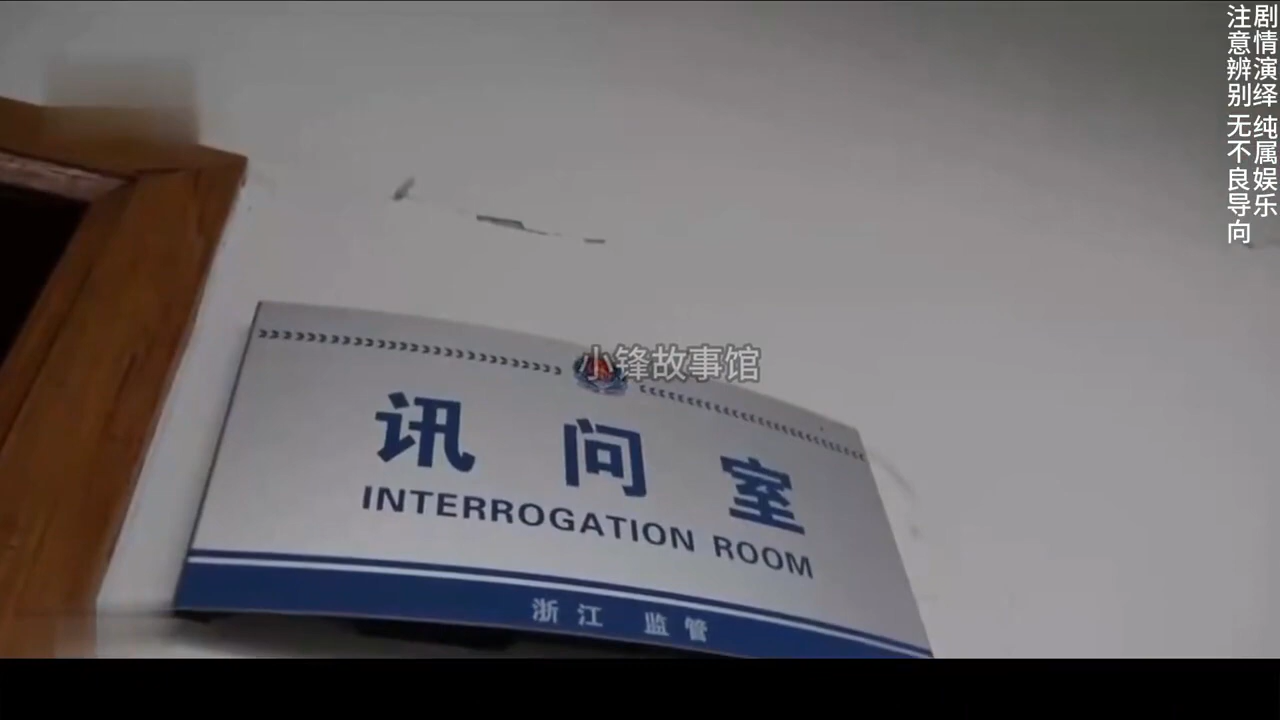 剧情演绎 纯属娱乐
注意辨别 无不良导向
小锋故事馆
讯问室
INTERROGATION ROOM
浙江 监管